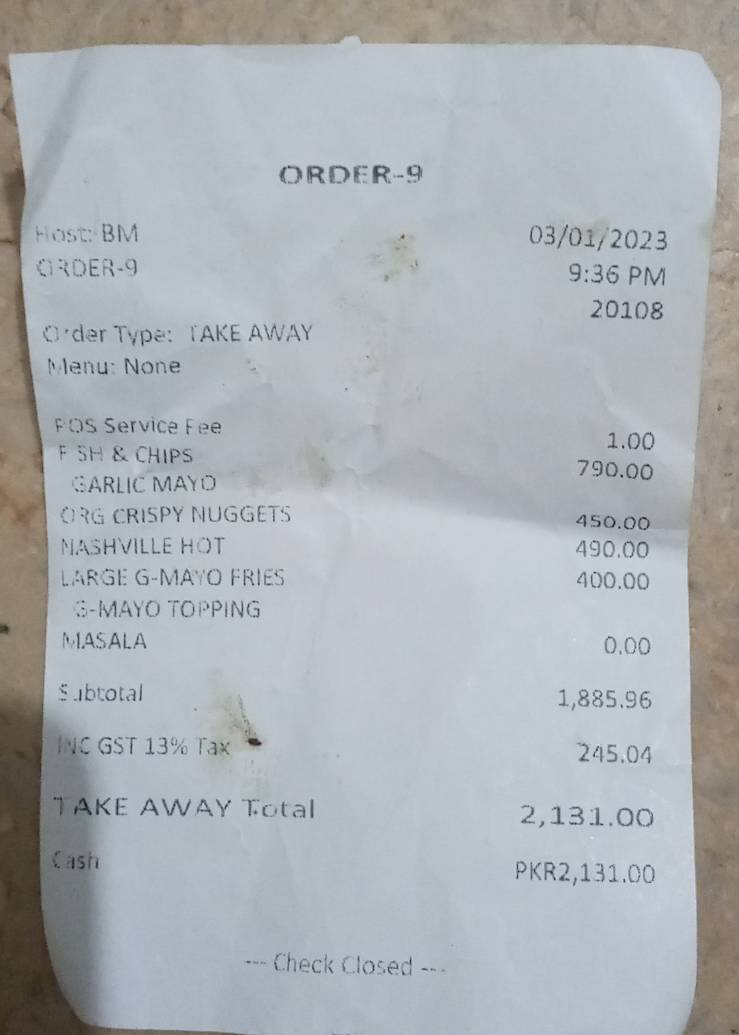 ORDER-9
Host: BM 03/01/2023
ORDER-9 9:36 PM
20108
Order Type: TAKE AWAY
Menu: None
POS Service Fee 1.00
FISH & CHIPS 790.00
GARLIC MAYO
ORG CRISPY NUGGETS 450.00
NASHVILLE HOT 490.00
LARGE G-MAYO FRIES 400.00
G-MAYO TOPPING
MASALA 0.00
Subtotal 1,885.96
INC GST 13% Tax 245.04
TAKE AWAY Total 2,131.00
Cash PKR2,131.00
--- Check Closed ---